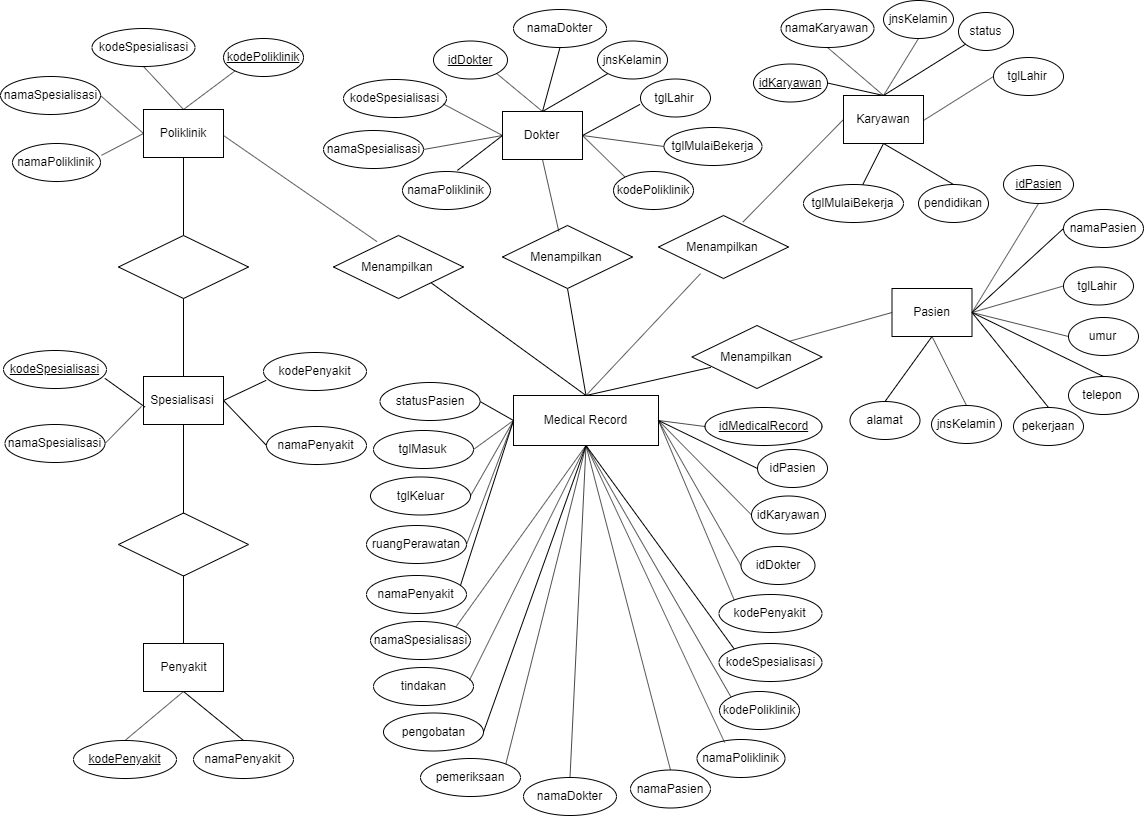 namaDokter
jnsKelamin
status
namaKaryawan
kodeSpesialisasi
kodePoliklinik
idDokter
jnsKelamin
tglLahir
idKaryawan
namaSpesialisasi
kodeSpesialisasi
tglLahir
Poliklinik
Dokter
Karyawan
namaSpesialisasi
tglMulaiBekerja
namaPoliklinik
namaPoliklinik
kodePoliklinik
tglMulaiBekerja
pendidikan
idPasien
namaPasien
Menampilkan
Menampilkan
Menampilkan
tglLahir
Pasien
umur
Menampilkan
kodeSpesialisasi
kodePenyakit
telepon
Spesialisasi
statusPasien
Medical Record
idMedicalRecord
alamat
jnsKelamin
pekerjaan
namaSpesialisasi
namaPenyakit
tglMasuk
idPasien
tglKeluar
idKaryawan
ruangPerawatan
idDokter
namaPenyakit
kodePenyakit
namaSpesialisasi
kodeSpesialisasi
Penyakit
tindakan
kodePoliklinik
pengobatan
kodePenyakit
namaPenyakit
namaPoliklinik
pemeriksaan
namaDokter
namaPasien